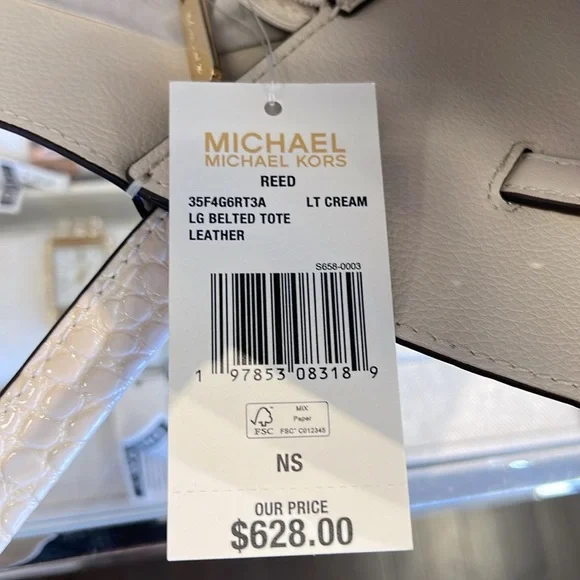 MICHAEL
MICHAEL KORS
REED
35F4G6RT3A LT CREAM
LG BELTED TOTE
LEATHER
S658-0003
1 97853 08318 9
FSC
MIX
Paper
FSC® C012345
NS
OUR PRICE
$628.00